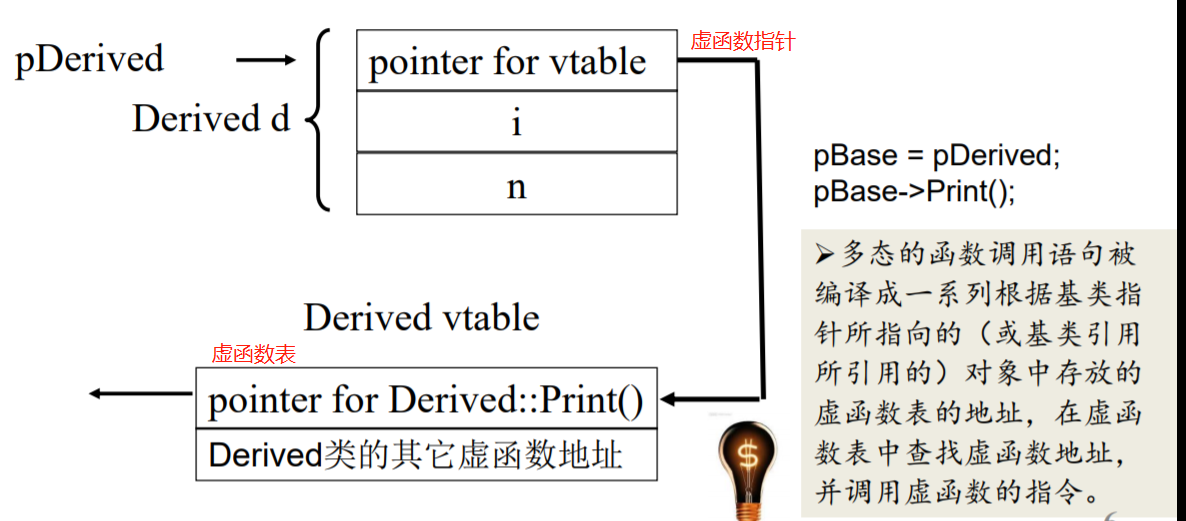 虚函数指针
pDerived
pointer for vtable
Derived d
i
n
pBase = pDerived;
pBase->Print();
➢多态的函数调用语句被
编译成一系列根据基类指
针所指向的（或基类引用
所引用的）对象中存放的
虚函数表的地址，在虚函
数表中查找虚函数地址，
并调用虚函数的指令。
Derived vtable
虚函数表
pointer for Derived::Print()
Derived类的其它虚函数地址
$